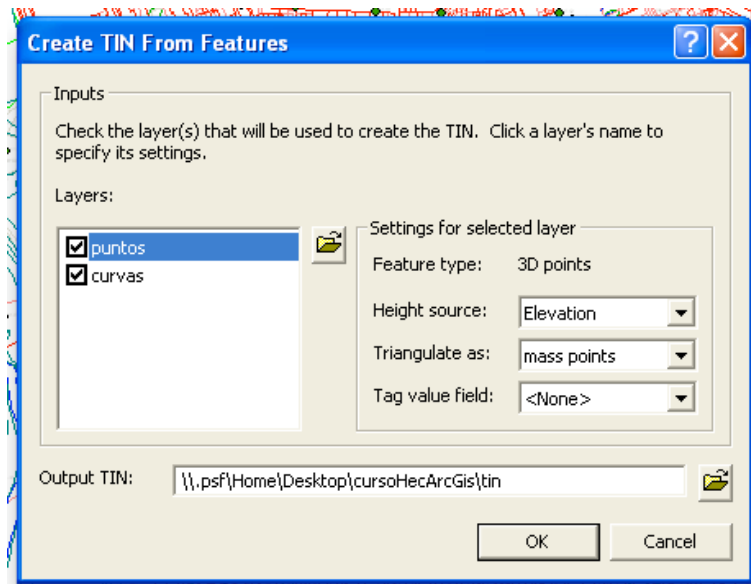 Create TIN From Features
Inputs
Check the layer(s) that will be used to create the TIN. Click a layer's name to
specify its settings.
Layers:
puntos
curvas
Settings for selected layer
Feature type: 3D points
Height source: Elevation
Triangulate as: mass points
Tag value field: <None>
Output TIN: \\.psf\Home\Desktop\cursoHecArcGis\tin
OK Cancel